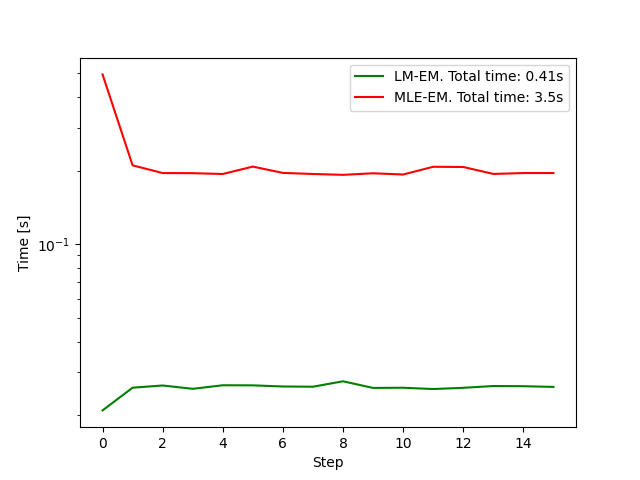 LM-EM. Total time: 0.41s
MLE-EM. Total time: 3.5s
Time [s]
10⁻¹
0 2 4 6 8 10 12 14
Step